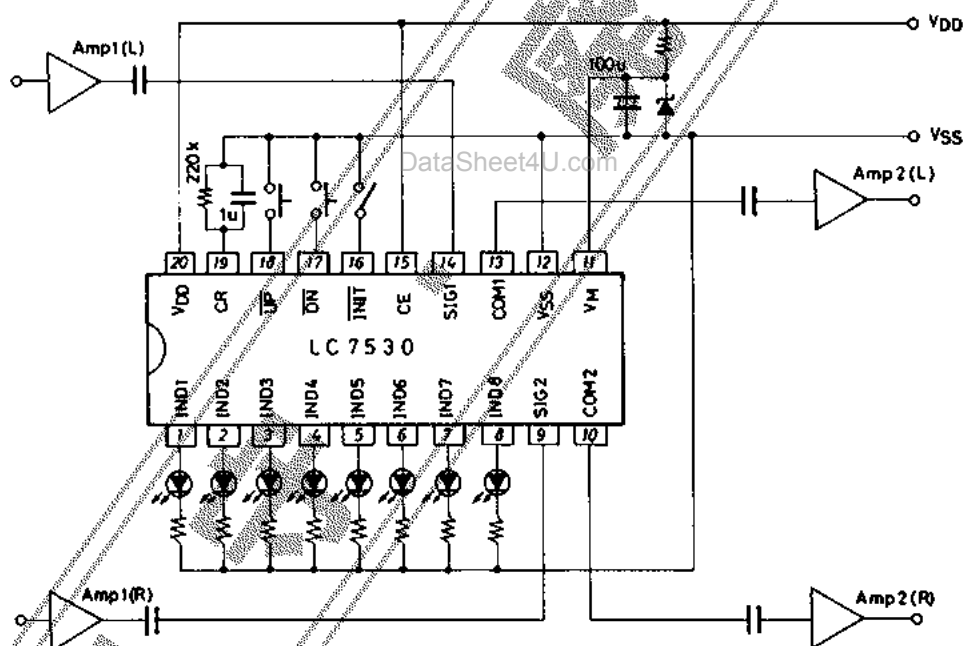 VDD
Amp1(L)
100u
VSS
DataSheet4U.com
220k
1u
Amp2(L)
20 19 18 17 16 15 14 13 12 11
VDD CR UP DN INIT CE SIG1 COM1 VSS VM
LC7530
IND1 IND2 IND3 IND4 IND5 IND6 IND7 IND8 SIG2 COM2
1 2 3 4 5 6 7 8 9 10
Amp1(R)
Amp2(R)